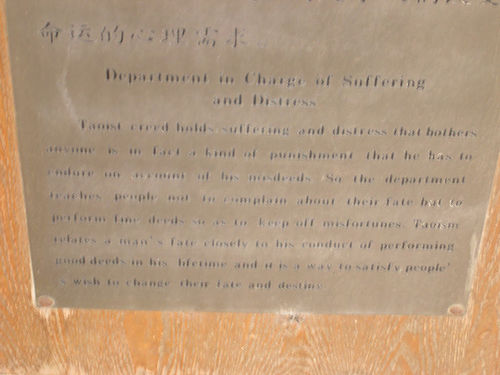 命运的心理需求
Department in Charge of Suffering
and Distress
Taoist creed holds suffering and distress that bothers
anyone is in fact a kind of punishment that he has to
endure on account of his misdeeds. So the department
teaches people not to complain about their fate but to
perform fine deeds so as to keep off misfortunes. Taoism
relates a man's fate closely to his conduct of performing
good deeds in his lifetime and it is a way to satisfy people'
s wish to change their fate and destiny.